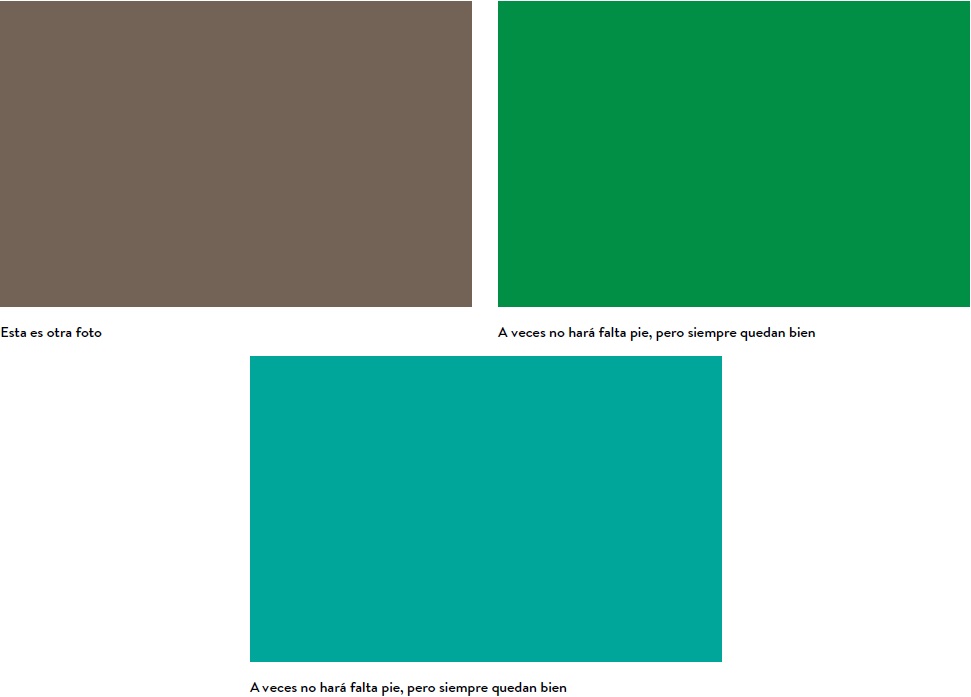 Esta es otra foto
A veces no hará falta pie, pero siempre quedan bien
A veces no hará falta pie, pero siempre quedan bien